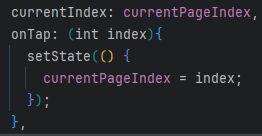 currentIndex: currentPageIndex,
onTap: (int index){
  setState(() {
    currentPageIndex = index;
  });
},